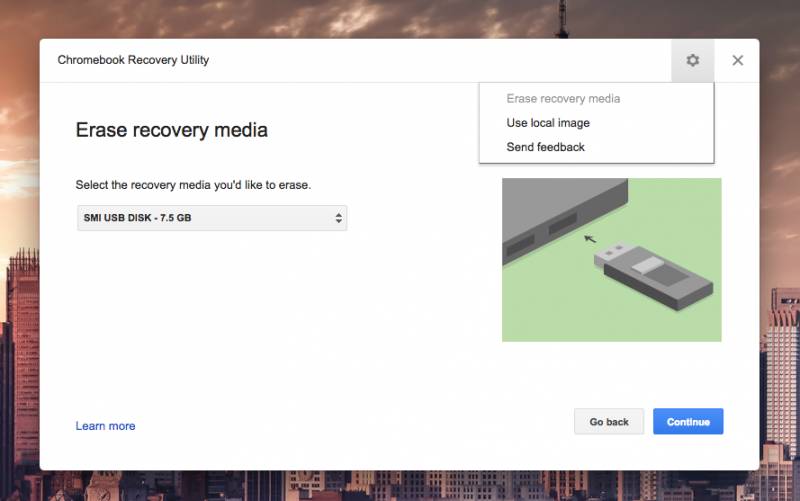 Chromebook Recovery Utility
Erase recovery media
Use local image
Send feedback
Erase recovery media
Select the recovery media you'd like to erase.
SMI USB DISK - 7.5 GB
Learn more
Go back
Continue